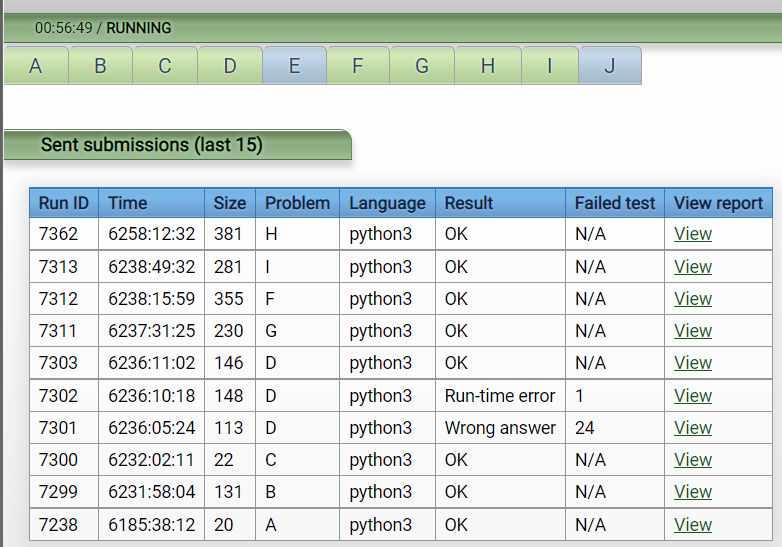 00:56:49 / RUNNING
A B C D E F G H I J
Sent submissions (last 15)
Run ID Time Size Problem Language Result Failed test View report
7362 6258:12:32 381 H python3 OK N/A View
7313 6238:49:32 281 I python3 OK N/A View
7312 6238:15:59 355 F python3 OK N/A View
7311 6237:31:25 230 G python3 OK N/A View
7303 6236:11:02 146 D python3 OK N/A View
7302 6236:10:18 148 D python3 Run-time error 1 View
7301 6236:05:24 113 D python3 Wrong answer 24 View
7300 6232:02:11 22 C python3 OK N/A View
7299 6231:58:04 131 B python3 OK N/A View
7238 6185:38:12 20 A python3 OK N/A View